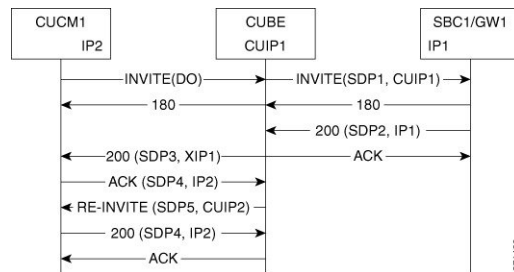 CUCM1
IP2
CUBE
CUIP1
SBC1/GW1
IP1
INVITE(DO)
INVITE(SDP1, CUIP1)
180
180
200 (SDP2, IP1)
200 (SDP3, XIP1)
ACK
ACK (SDP4, IP2)
RE-INVITE (SDP5, CUIP2)
200 (SDP4, IP2)
ACK